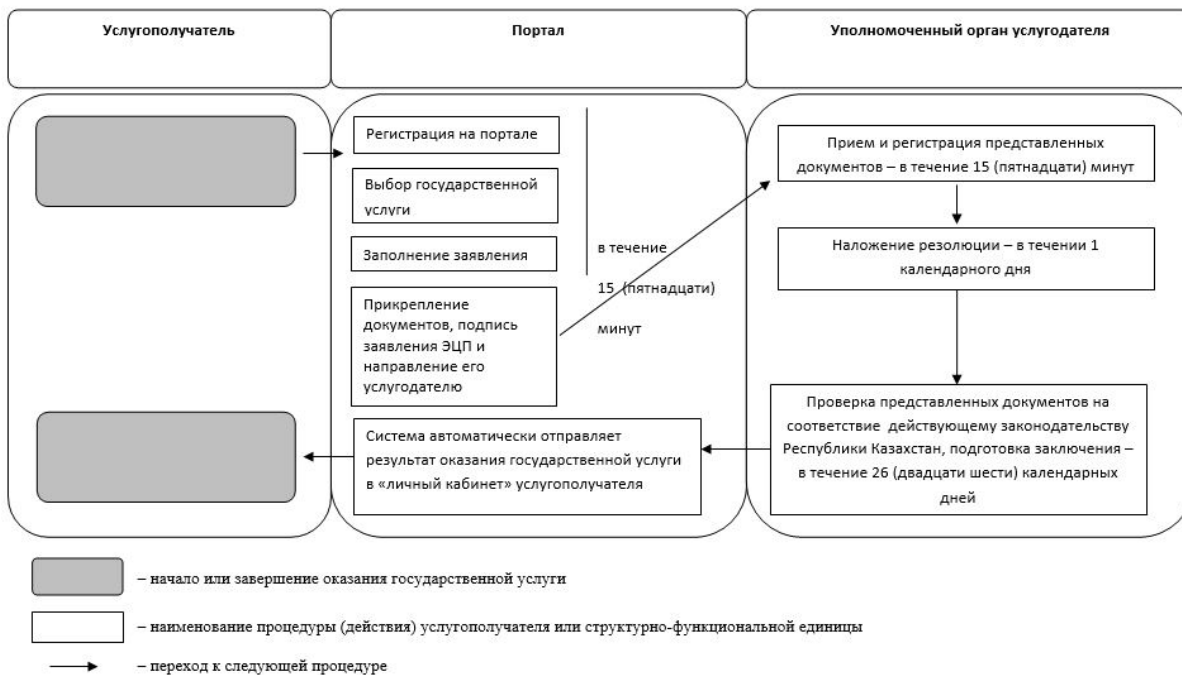 Услугополучатель
Портал
Уполномоченный орган услугодателя
Регистрация на портале
Выбор государственной
услуги
Заполнение заявления
Прикрепление
документов, подпись
заявления ЭЦП и
направление его
услугодателю
в течение
15 (пятнадцати)
минут
Прием и регистрация представленных
документов – в течение 15 (пятнадцати) минут
Наложение резолюции – в течении 1
календарного дня
Проверка представленных документов на
соответствие действующему законодательству
Республики Казахстан, подготовка заключения –
в течение 26 (двадцати шести) календарных
дней
Система автоматически отправляет
результат оказания государственной услуги
в «личный кабинет» услугополучателя
– начало или завершение оказания государственной услуги
– наименование процедуры (действия) услугополучателя или структурно-функциональной единицы
– переход к следующей процедуре